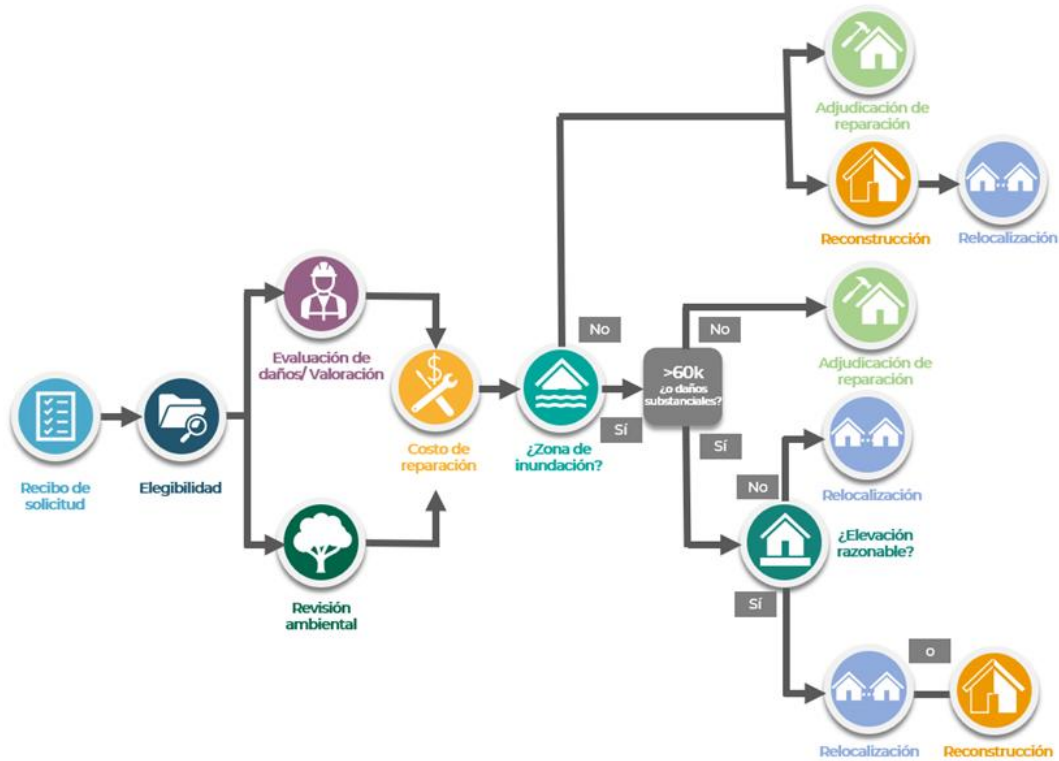 Adjudicación de
reparación
Reconstrucción
Relocalización
Evaluación de
daños/ Valoración
No
No
$
>60k
¿o daños
substanciales?
Adjudicación de
reparación
Sí
Sí
Recibo de
solicitud
Elegibilidad
Costo de
reparación
¿Zona de
inundación?
No
Relocalización
¿Elevación
razonable?
Revisión
ambiental
Sí
o
Relocalización
Reconstrucción